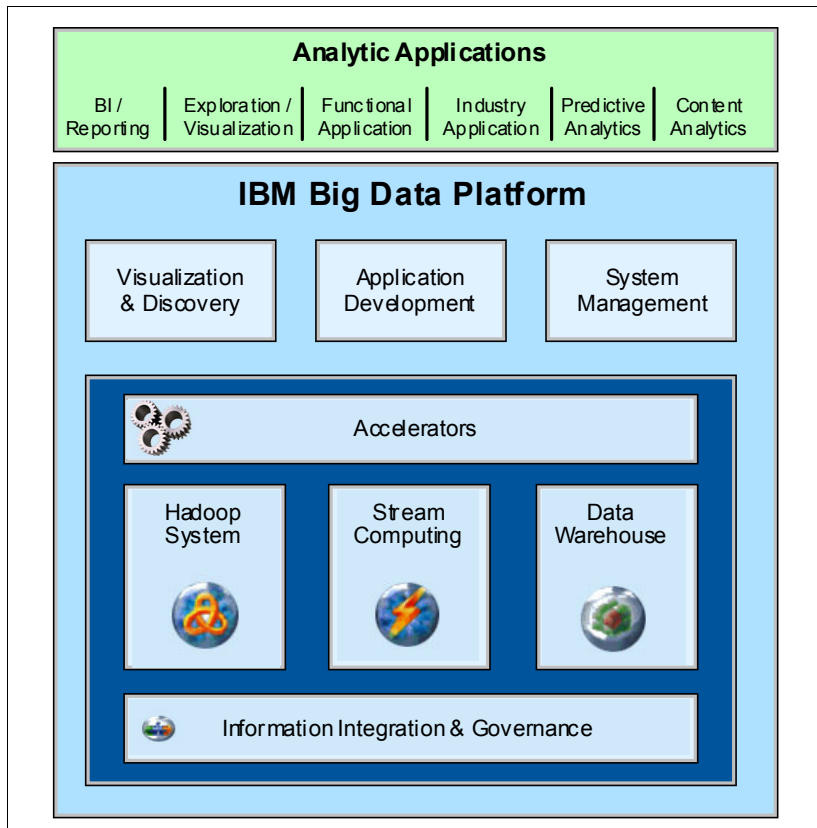 Analytic Applications
BI /
Reporting
Exploration /
Visualization
Functional
Application
Industry
Application
Predictive
Analytics
Content
Analytics
IBM Big Data Platform
Visualization
& Discovery
Application
Development
System
Management
Accelerators
Hadoop
System
Stream
Computing
Data
Warehouse
Information Integration & Governance